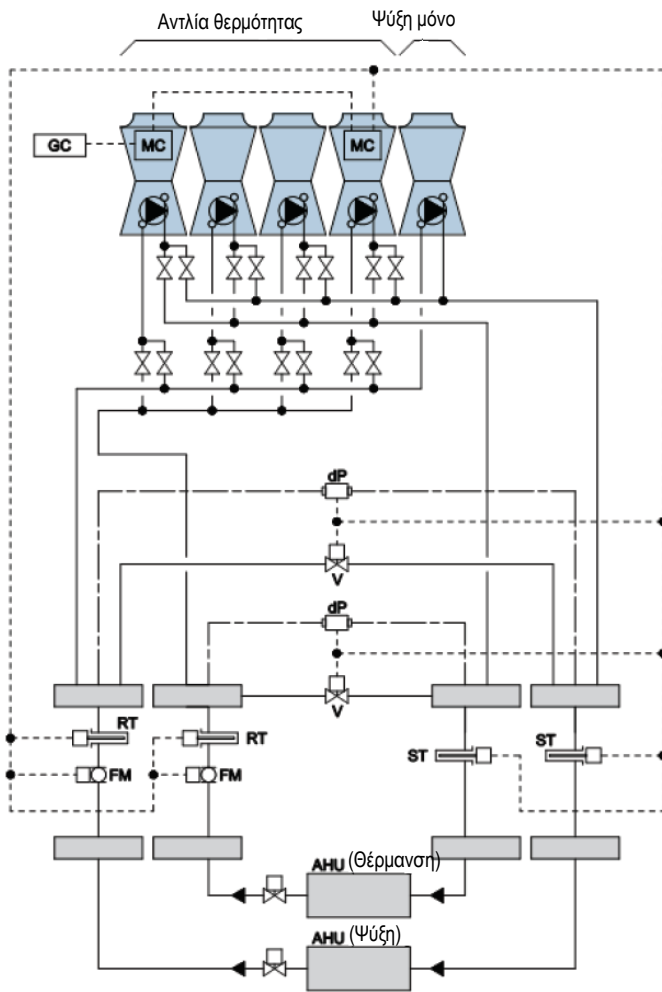 Αντλία θερμότητας
Ψύξη μόνο
GC
MC
MC
dP
V
dP
V
RT
RT
ST
ST
FM
FM
AHU (Θέρμανση)
AHU (Ψύξη)